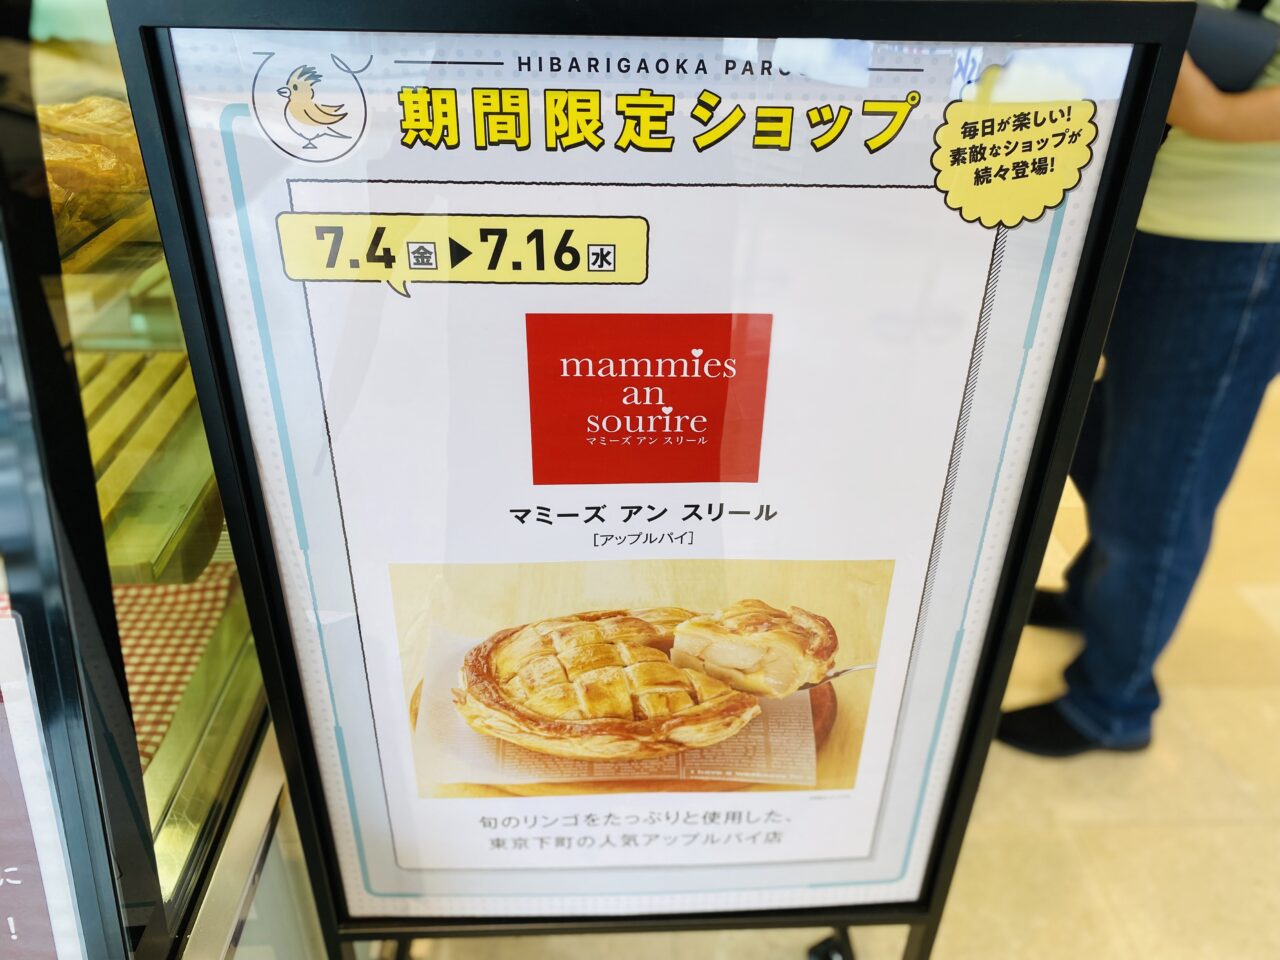 HIBARIGAOKA
期間限定ショップ
毎日が楽しい!
素敵なショップが
続々登場!
7.4 金 ▶ 7.16 水
mammies
an
sourire
マミーズ アン スリール
マミーズ アン スリール
[アップルパイ]
旬のリンゴをたっぷりと使用した、
東京下町の人気アップルパイ店
に
!